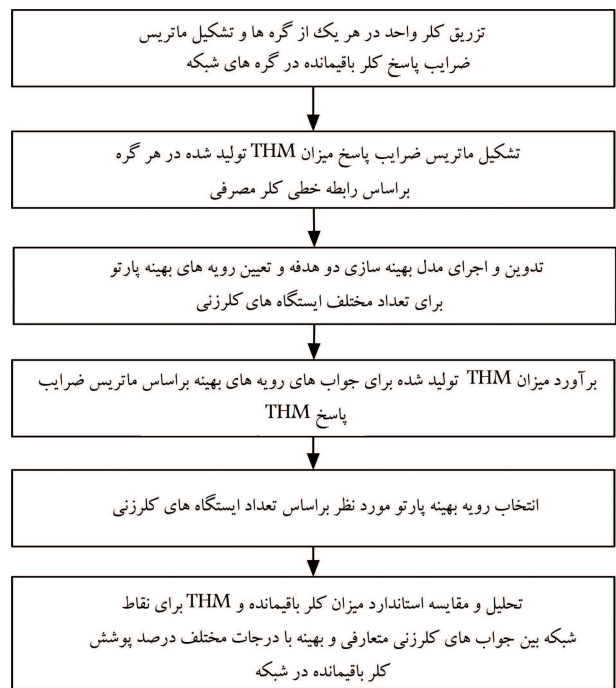 تزریق کلر واحد در هر یک از گره ها و تشکیل ماتریس
ضرایب پاسخ کلر باقیمانده در گره های شبکه
تشکیل ماتریس ضرایب پاسخ میزان THM تولید شده در هر گره
براساس رابطه خطی کلر مصرفی
تدوین و اجرای مدل بهینه سازی دو هدفه و تعیین رویه های بهینه پارتو
برای تعداد مختلف ایستگاه های کلرزنی
برآورد میزان THM تولید شده برای جواب های رویه های بهینه براساس ماتریس ضرایب
پاسخ THM
انتخاب رویه بهینه پارتو مورد نظر براساس تعداد ایستگاه های کلرزنی
تحلیل و مقایسه استاندارد میزان کلر باقیمانده و THM برای نقاط
شبکه بین جواب های کلرزنی متعارفی و بهینه با درجات مختلف درصد پوشش
کلر باقیمانده در شبکه